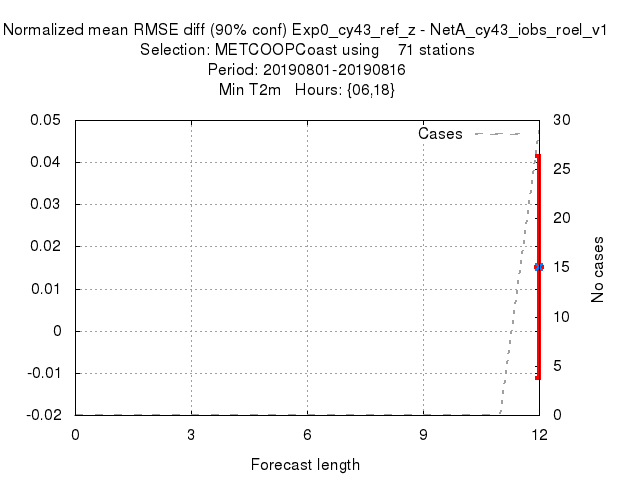 Normalized mean RMSE diff (90% conf) Exp0_cy43_ref_z - NetA_cy43_iobs_roel_v1
Selection: METCOOPCoast using 71 stations
Period: 20190801-20190816
Min T2m Hours: {06,18}
Cases
0.05
0.04
0.03
0.02
0.01
0
-0.01
-0.02
30
25
20
15
10
5
0
No cases
0 3 6 9 12
Forecast length